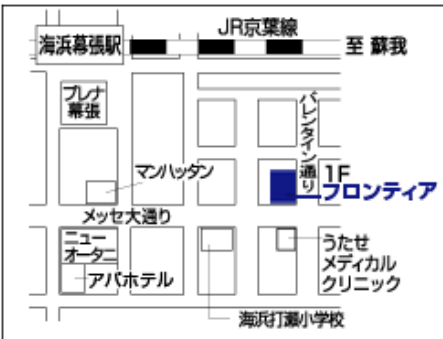 JR京葉線
海浜幕張駅
至 蘇我
プレナ
幕張
バレンタイン通り
マンハッタン
1F
フロンティア
メッセ大通り
ニュー
オータニ
アパホテル
うたせ
メディカル
クリニック
海浜打瀬小学校